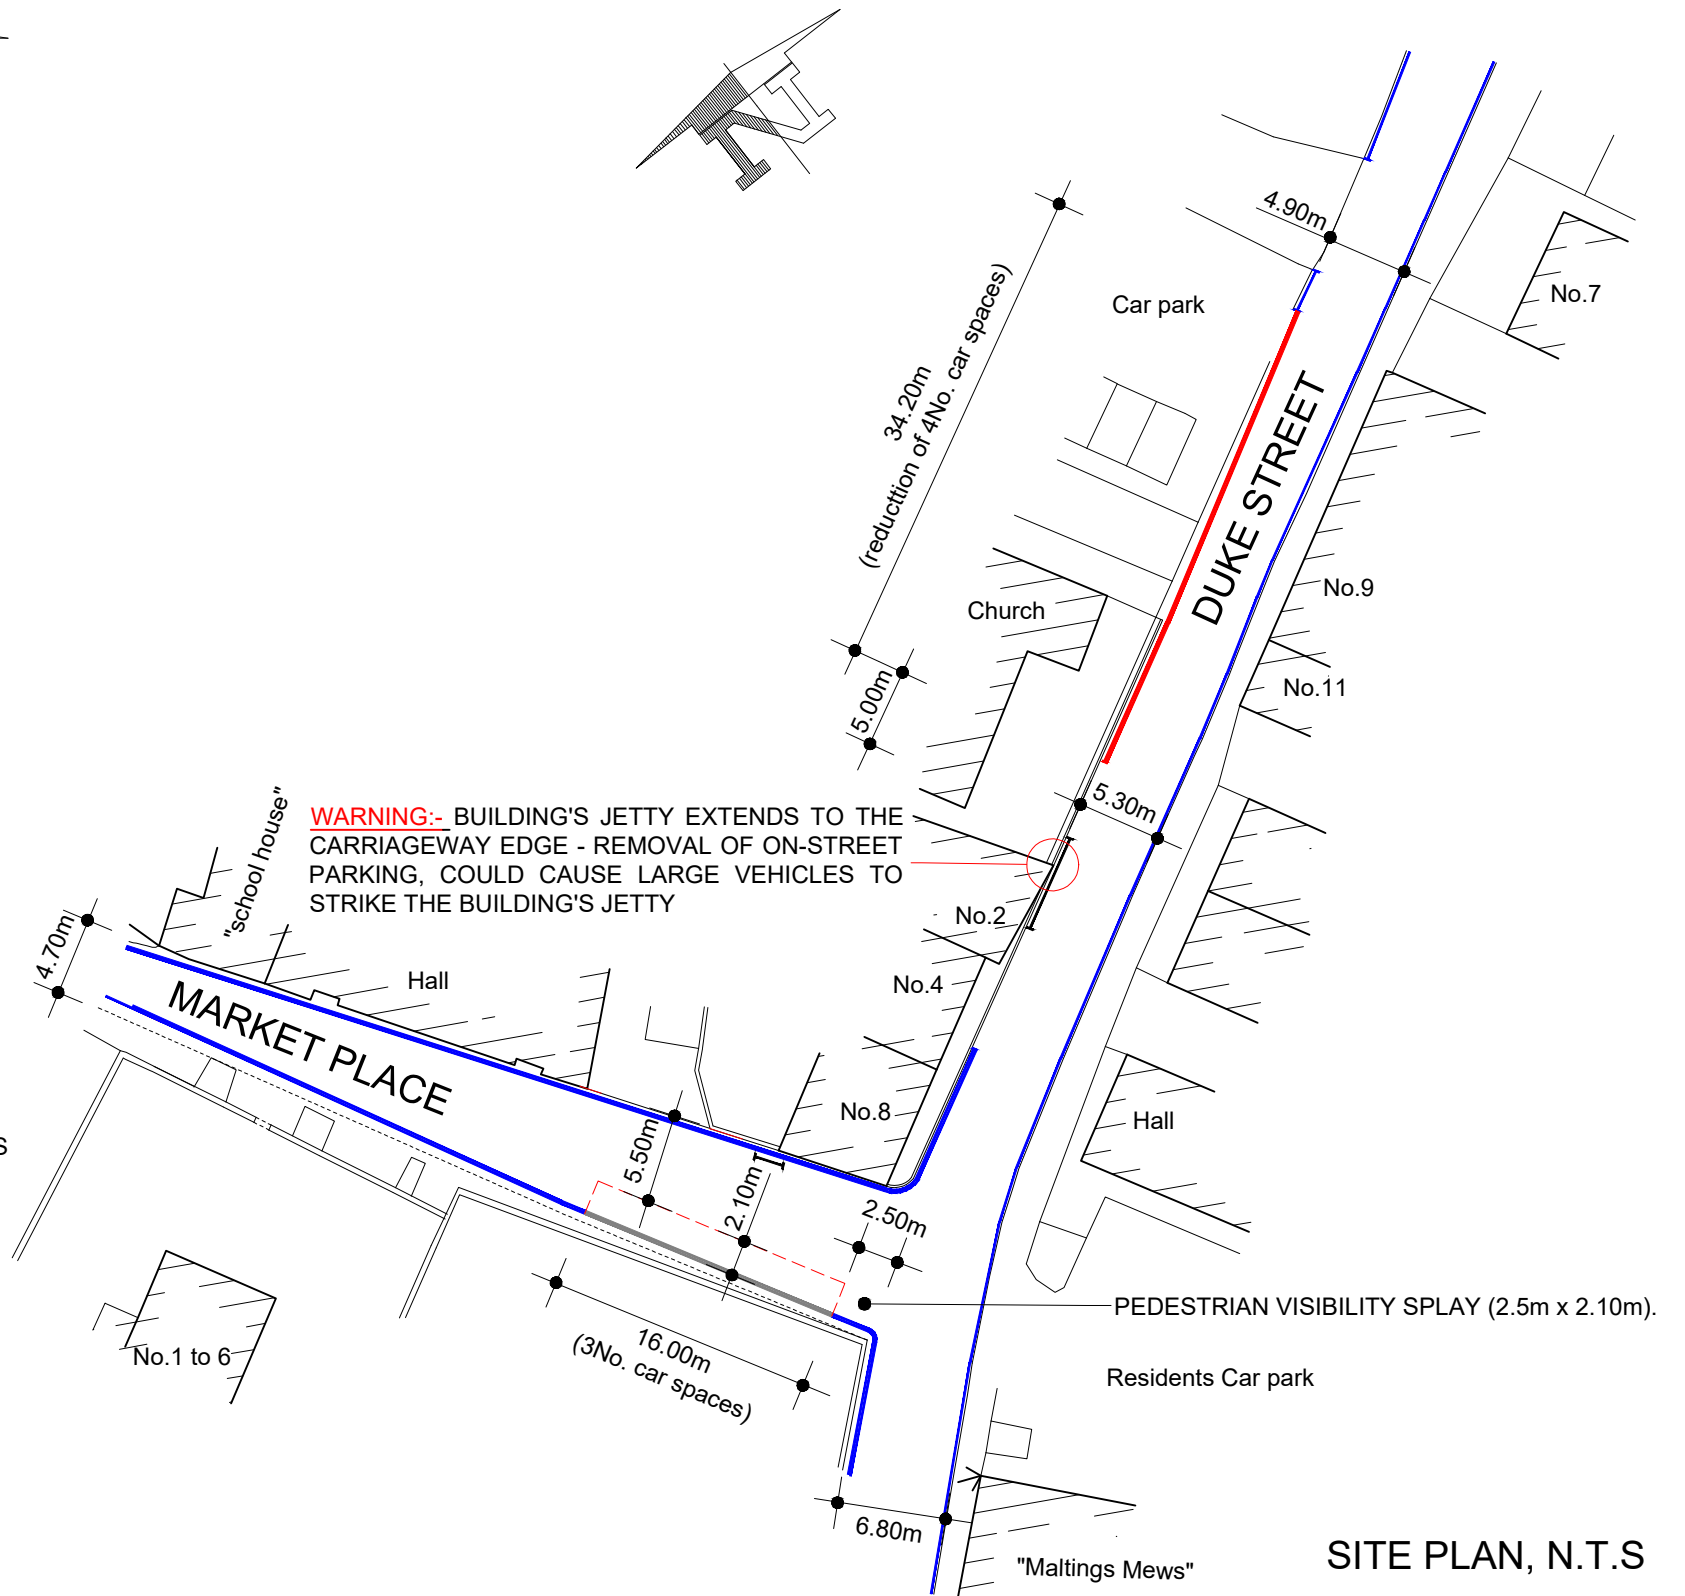 N
4.90m
No.7
Car park
34.20m
(reducttion of 4No. car spaces)
DUKE STREET
No.9
Church
No.11
5.00m
5.30m
"school house"
WARNING:- BUILDING'S JETTY EXTENDS TO THE
CARRIAGEWAY EDGE - REMOVAL OF ON-STREET
PARKING, COULD CAUSE LARGE VEHICLES TO
STRIKE THE BUILDING'S JETTY
No.2
4.70m
Hall
No.4
MARKET PLACE
No.8
Hall
S
5.50m
2.10m
2.50m
PEDESTRIAN VISIBILITY SPLAY (2.5m x 2.10m).
16.00m
(3No. car spaces)
No.1 to 6
Residents Car park
6.80m
"Maltings Mews"
SITE PLAN, N.T.S